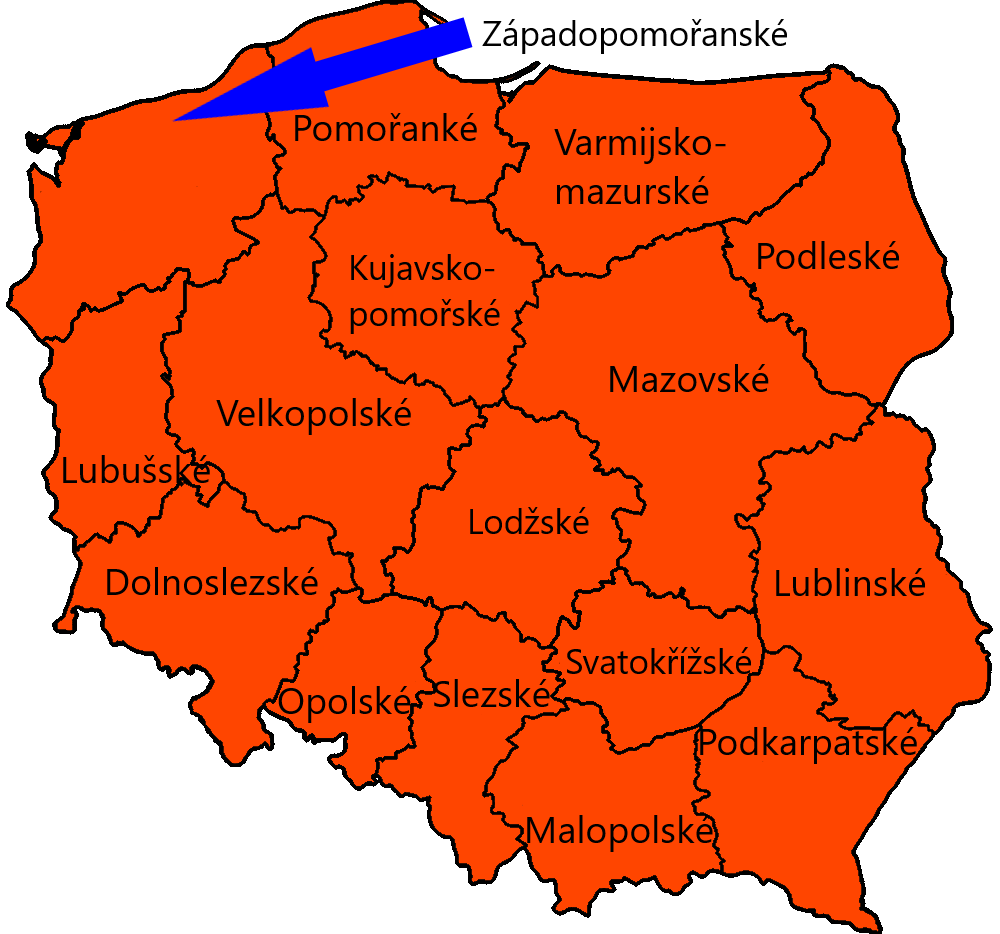 Západopomořanské
Pomořanké
Varmijsko-
mazurské
Podleské
Kujavsko-
pomořské
Mazovské
Velkopolské
Lubušské
Lodžské
Dolnoslezské
Lublinské
Svatokřížské
Opolské
Slezské
Podkarpatské
Malopolské